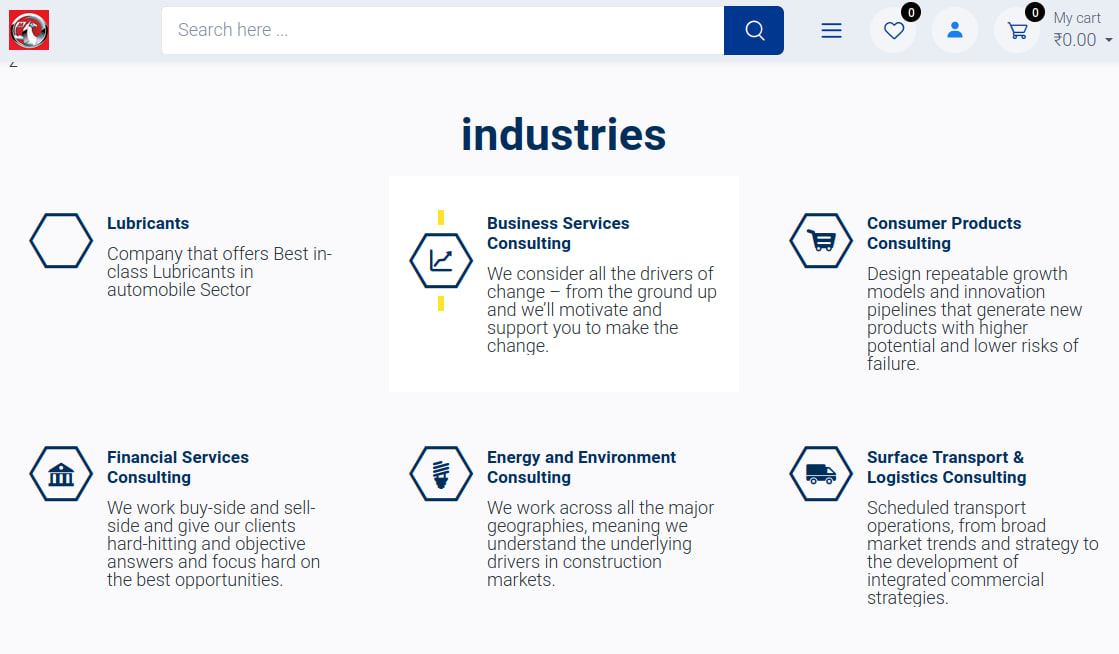 Search here ...
0
0
My cart
₹0.00
industries
Lubricants
Company that offers Best in-
class Lubricants in
automobile Sector
Business Services
Consulting
We consider all the drivers of
change – from the ground up
and we’ll motivate and
support you to make the
change.
Consumer Products
Consulting
Design repeatable growth
models and innovation
pipelines that generate new
products with higher
potential and lower risks of
failure.
Financial Services
Consulting
We work buy-side and sell-
side and give our clients
hard-hitting and objective
answers and focus hard on
the best opportunities.
Energy and Environment
Consulting
We work across all the major
geographies, meaning we
understand the underlying
drivers in construction
markets.
Surface Transport &
Logistics Consulting
Scheduled transport
operations, from broad
market trends and strategy to
the development of
integrated commercial
strategies.